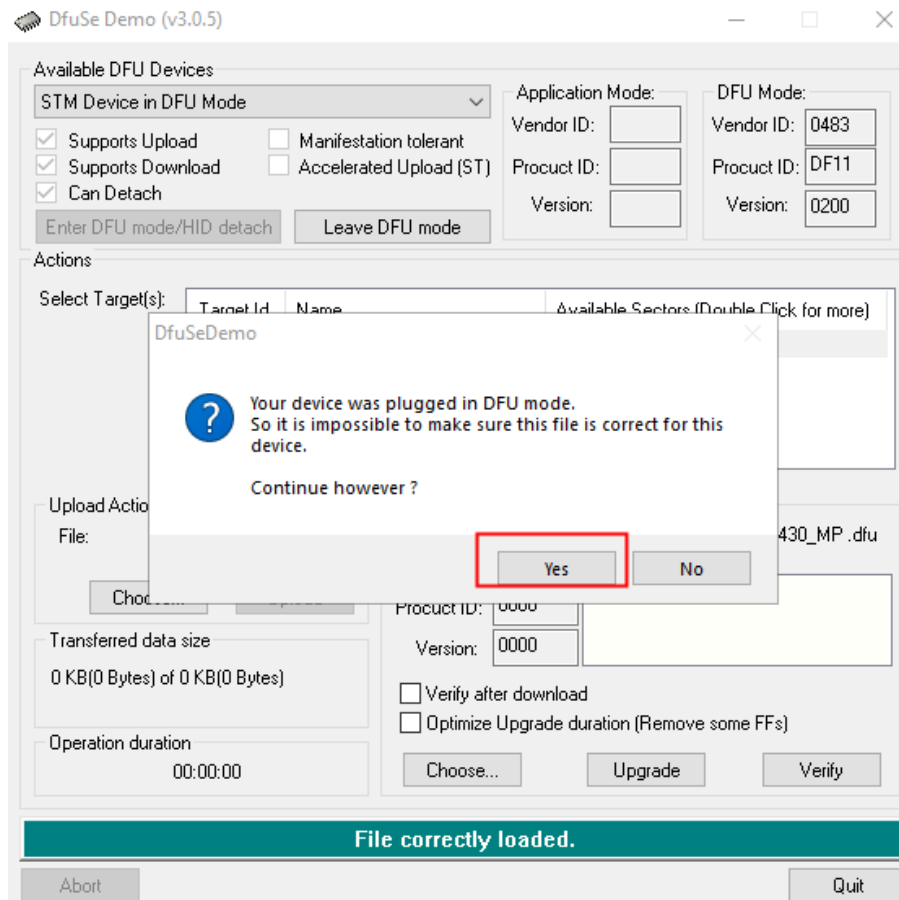 DfuSe Demo (v3.0.5)
Available DFU Devices
STM Device in DFU Mode
Supports Upload
Manifestation tolerant
Supports Download
Accelerated Upload (ST)
Can Detach
Enter DFU mode/HID detach
Leave DFU mode
Application Mode:
Vendor ID:
Procuct ID:
Version:
DFU Mode:
Vendor ID: 0483
Procuct ID: DF11
Version: 0200
Actions
Select Target(s):
Target Id Name Available Sectors (Double Click for more)
DfuSeDemo
Your device was plugged in DFU mode.
So it is impossible to make sure this file is correct for this
device.
Continue however ?
Yes
No
Upload Actio
File:
430_MP .dfu
Procuct ID: 0000
Version: 0000
Transferred data size
0 KB(0 Bytes) of 0 KB(0 Bytes)
Verify after download
Optimize Upgrade duration (Remove some FFs)
Operation duration
00:00:00
Choose...
Upgrade
Verify
File correctly loaded.
Abort
Quit